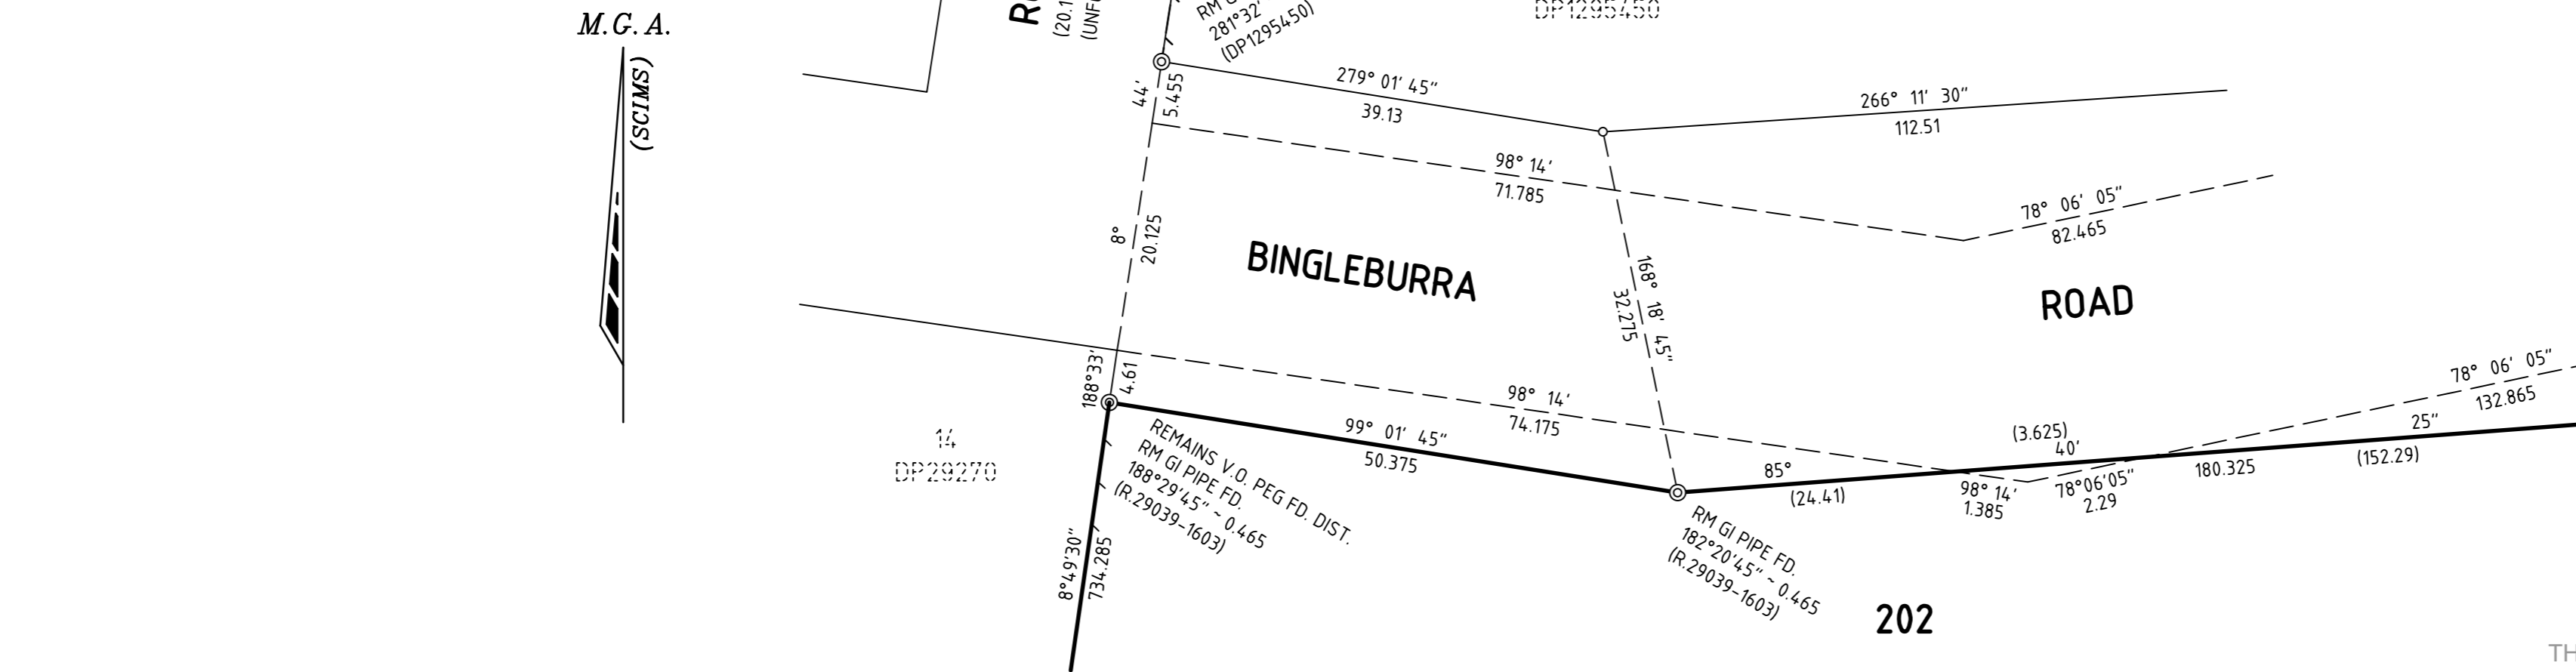 M.G.A.
(SCIMS)
(20.1
(UNF
281°32'
(DP1295450)
DP1295450
44'
5.455
279° 01' 45"
39.13
266° 11' 30"
112.51
98° 14'
71.785
78° 06' 05"
82.465
8°
20.125
BINGLEBURRA
ROAD
168° 18' 45"
32.275
188°33'
4.61
98° 14'
74.175
78° 06' 05"
132.865
99° 01' 45"
50.375
14
DP29270
REMAINS V.O. PEG FD. DIST.
RM GI PIPE FD.
188°29'45" ~ 0.465
(R.29039-1603)
85°
(24.41)
(3.625)
40'
25"
98° 14'
1.385
78°06'05"
2.29
180.325
(152.29)
8°49'30"
734.285
RM GI PIPE FD.
182°20'45" ~ 0.465
(R.29039-1603)
202
TH